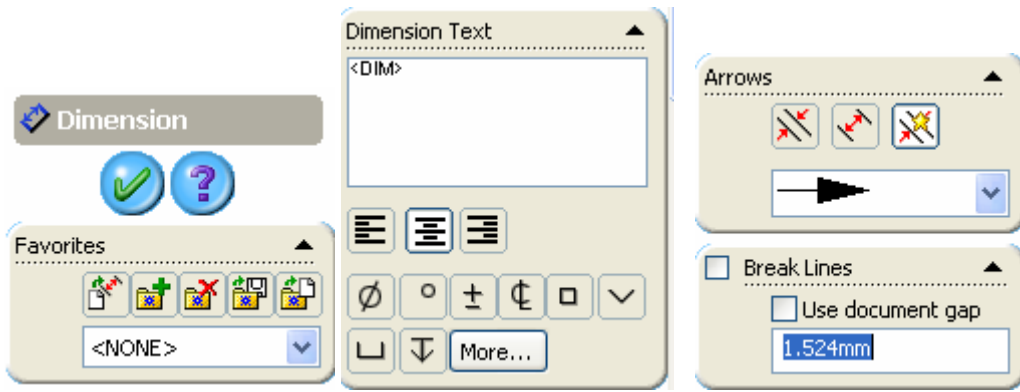 Dimension
Favorites
<NONE>
Dimension Text
<DIM>
More...
Arrows
Break Lines
Use document gap
1.524mm